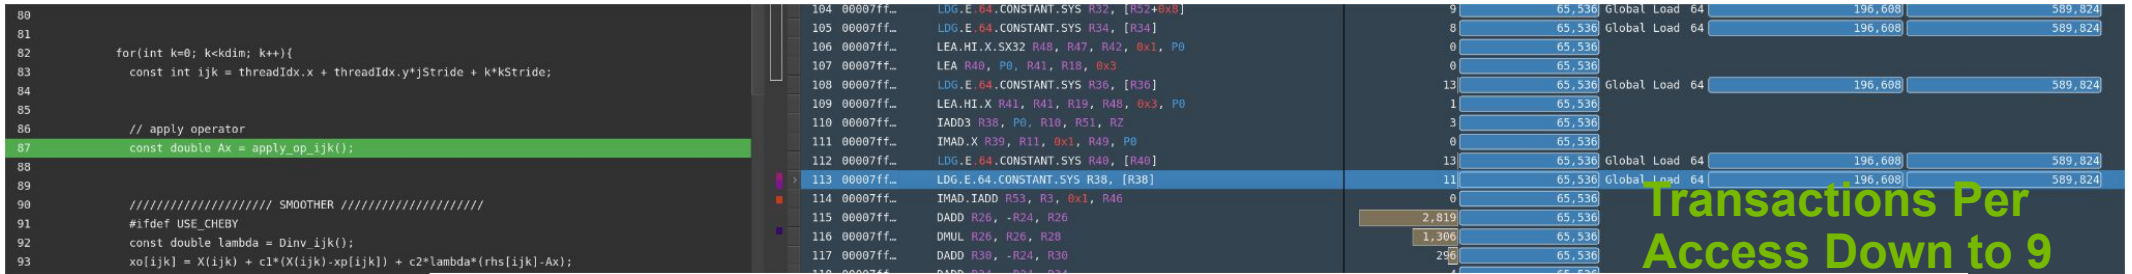 80
81
82 for(int k=0; k<kdim; k++){
83 const int ijk = threadIdx.x + threadIdx.y*jStride + k*kStride;
84
85
86 // apply operator
87 const double Ax = apply_op_ijk();
88
89
90 ///////////////////// SMOOTHER /////////////////////
91 #ifdef USE_CHEBY
92 const double lambda = Dinv_ijk();
93 xo[ijk] = X(ijk) + c1*(X(ijk)-xp[ijk]) + c2*lambda*(rhs[ijk]-Ax);
104 00007ff… LDG.E.64.CONSTANT.SYS R32, [R52+0x8] 9 65,536 Global Load 64 196,608 589,824
105 00007ff… LDG.E.64.CONSTANT.SYS R34, [R34] 8 65,536 Global Load 64 196,608 589,824
106 00007ff… LEA.HI.X.SX32 R48, R47, R42, 0x1, P0 0 65,536
107 00007ff… LEA R40, P0, R41, R18, 0x3 0 65,536
108 00007ff… LDG.E.64.CONSTANT.SYS R36, [R36] 13 65,536 Global Load 64 196,608 589,824
109 00007ff… LEA.HI.X R41, R41, R19, R48, 0x3, P0 1 65,536
110 00007ff… IADD3 R38, P0, R10, R51, RZ 3 65,536
111 00007ff… IMAD.X R39, R11, 0x1, R49, P0 0 65,536
112 00007ff… LDG.E.64.CONSTANT.SYS R40, [R40] 13 65,536 Global Load 64 196,608 589,824
113 00007ff… LDG.E.64.CONSTANT.SYS R38, [R38] 11 65,536 Global Load 64 196,608 589,824
114 00007ff… IMAD.IADD R53, R3, 0x1, R46 0 65,536
115 00007ff… DADD R26, -R24, R26 2,819 65,536
116 00007ff… DMUL R26, R26, R28 1,306 65,536
117 00007ff… DADD R30, -R24, R30 296 65,536
Transactions Per
Access Down to 9